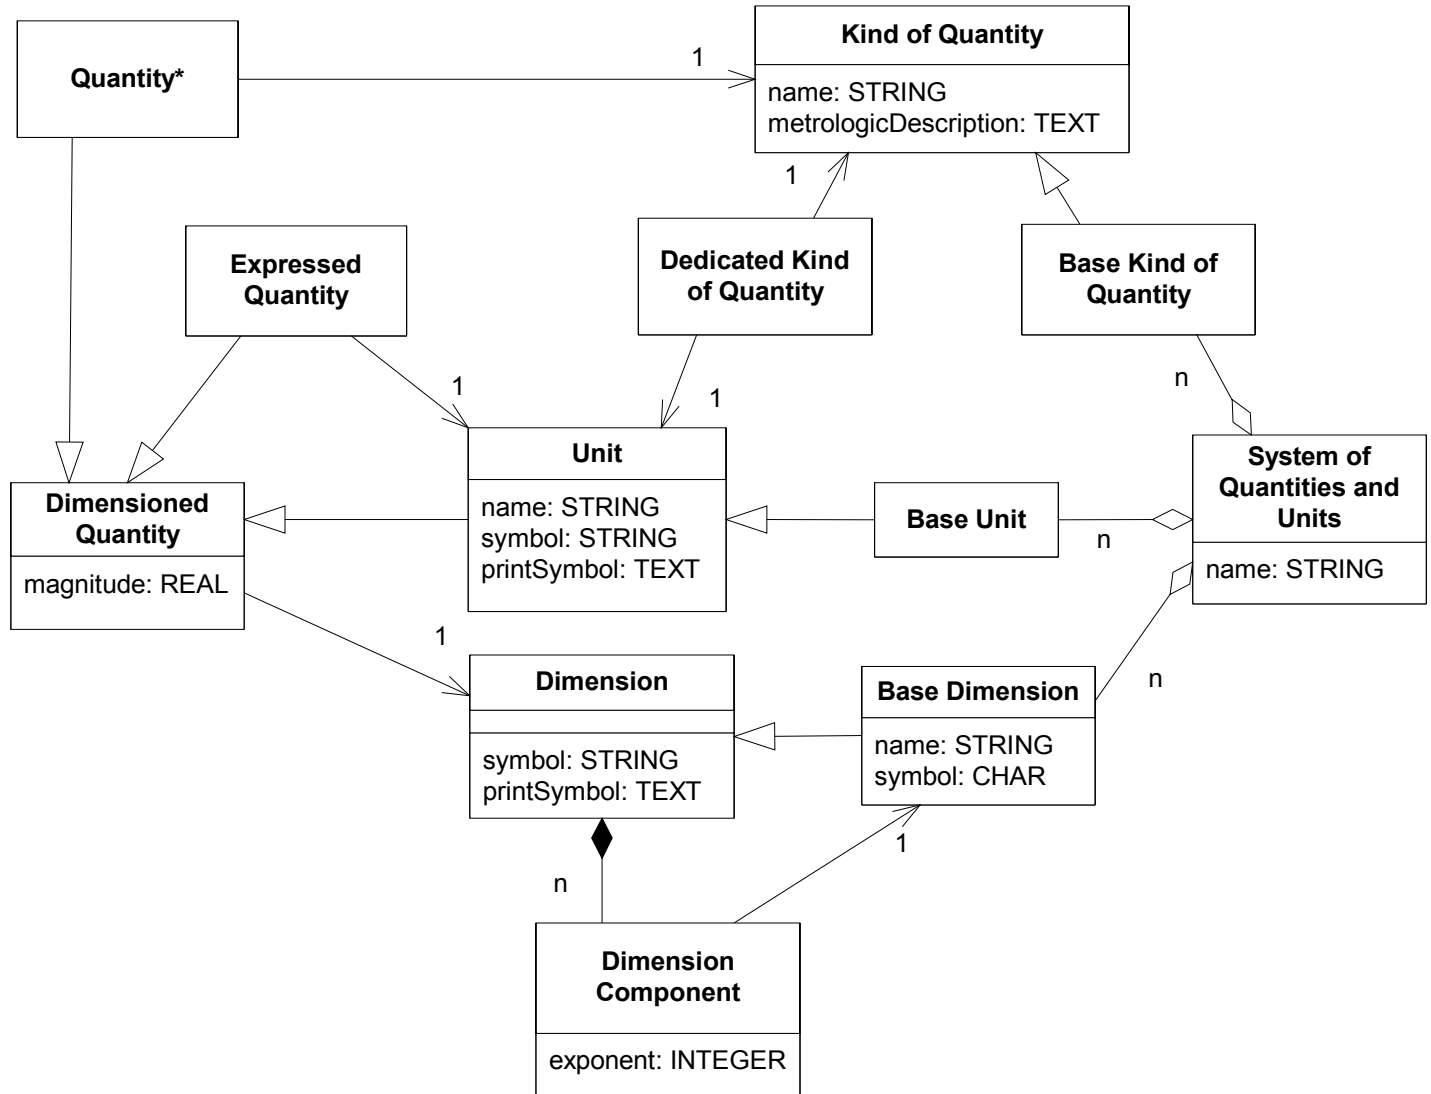 Quantity*
1
Kind of Quantity
name: STRING
metrologicDescription: TEXT
1
Expressed
Quantity
Dedicated Kind
of Quantity
Base Kind of
Quantity
1
1
n
Dimensioned
Quantity
magnitude: REAL
Unit
name: STRING
symbol: STRING
printSymbol: TEXT
Base Unit
n
System of
Quantities and
Units
name: STRING
1
Dimension
symbol: STRING
printSymbol: TEXT
Base Dimension
name: STRING
symbol: CHAR
n
n
1
Dimension
Component
exponent: INTEGER